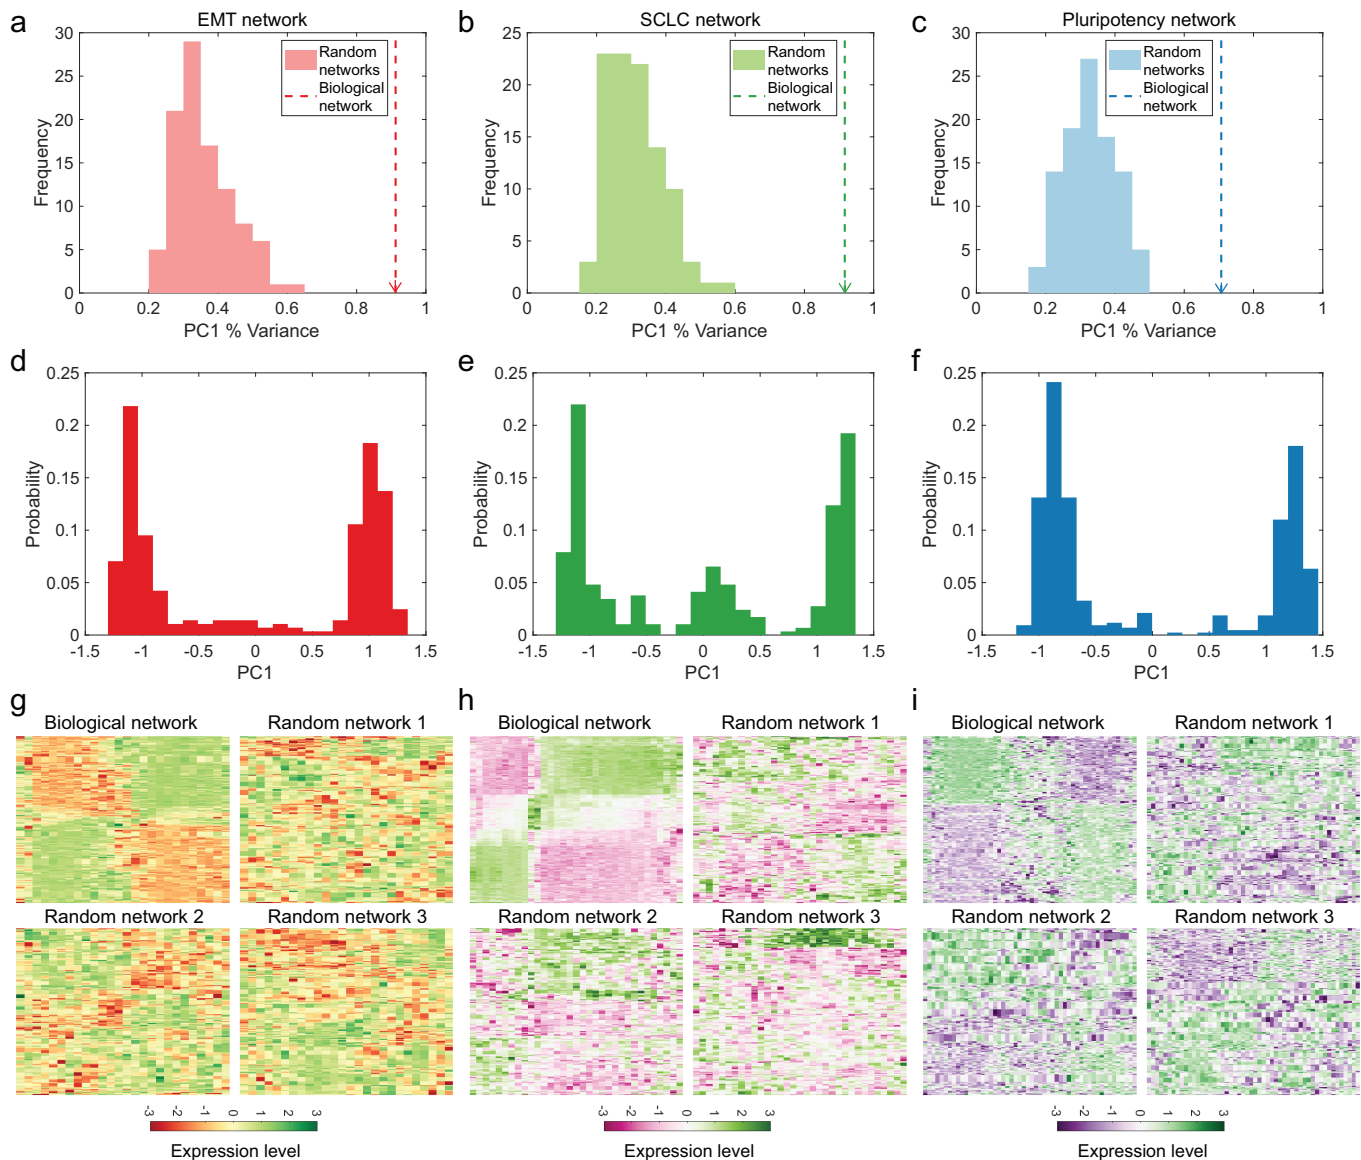 a
EMT network
Random
networks
Biological
network
Frequency
30
25
20
15
10
5
0
0
0.2
0.4
0.6
0.8
1
PC1 % Variance
b
SCLC network
Random
networks
Biological
network
Frequency
25
20
15
10
5
0
0
0.2
0.4
0.6
0.8
1
PC1 % Variance
c
Pluripotency network
Random
networks
Biological
network
Frequency
30
25
20
15
10
5
0
0
0.2
0.4
0.6
0.8
1
PC1 % Variance
d
Probability
0.25
0.2
0.15
0.1
0.05
0
-1.5
-1
-0.5
0
0.5
1
1.5
PC1
e
Probability
0.25
0.2
0.15
0.1
0.05
0
-1.5
-1
-0.5
0
0.5
1
1.5
PC1
f
Probability
0.25
0.2
0.15
0.1
0.05
0
-1.5
-1
-0.5
0
0.5
1
1.5
PC1
g
Biological network
Random network 1
Random network 2
Random network 3
-3
-2
-1
0
1
2
3
Expression level
h
Biological network
Random network 1
Random network 2
Random network 3
-3
-2
-1
0
1
2
3
Expression level
i
Biological network
Random network 1
Random network 2
Random network 3
-3
-2
-1
0
1
2
3
Expression level